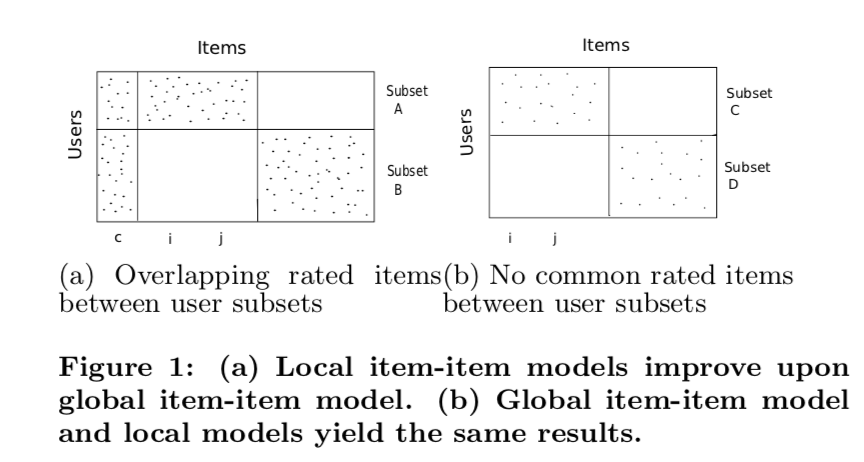 Items
Users
Subset
A
Subset
B
c i j
Items
Users
Subset
C
Subset
D
i j
(a) Overlapping rated items
between user subsets
(b) No common rated items
between user subsets
Figure 1: (a) Local item-item models improve upon
global item-item model. (b) Global item-item model
and local models yield the same results.